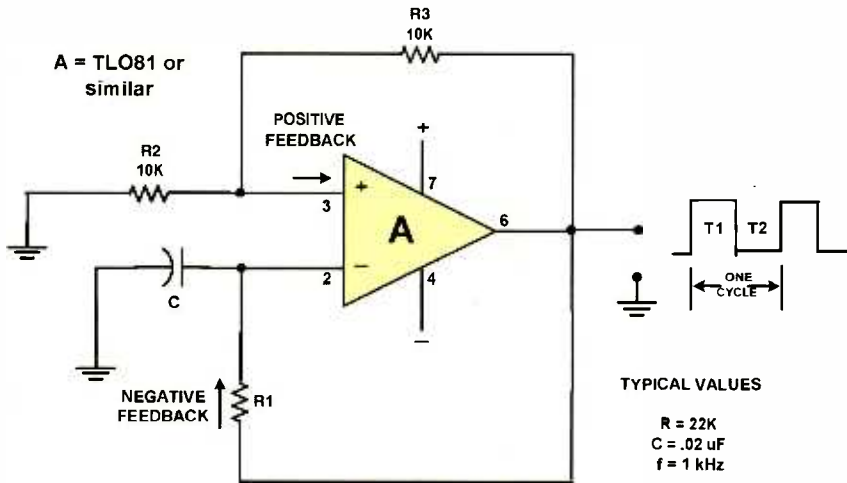 R3
10K
A = TLO81 or
similar
POSITIVE
FEEDBACK
R2
10K
+
+
7
3
A
6
2
−
4
−
C
T1
T2
ONE
CYCLE
NEGATIVE
FEEDBACK
R1
TYPICAL VALUES
R = 22K
C = .02 uF
f = 1 kHz